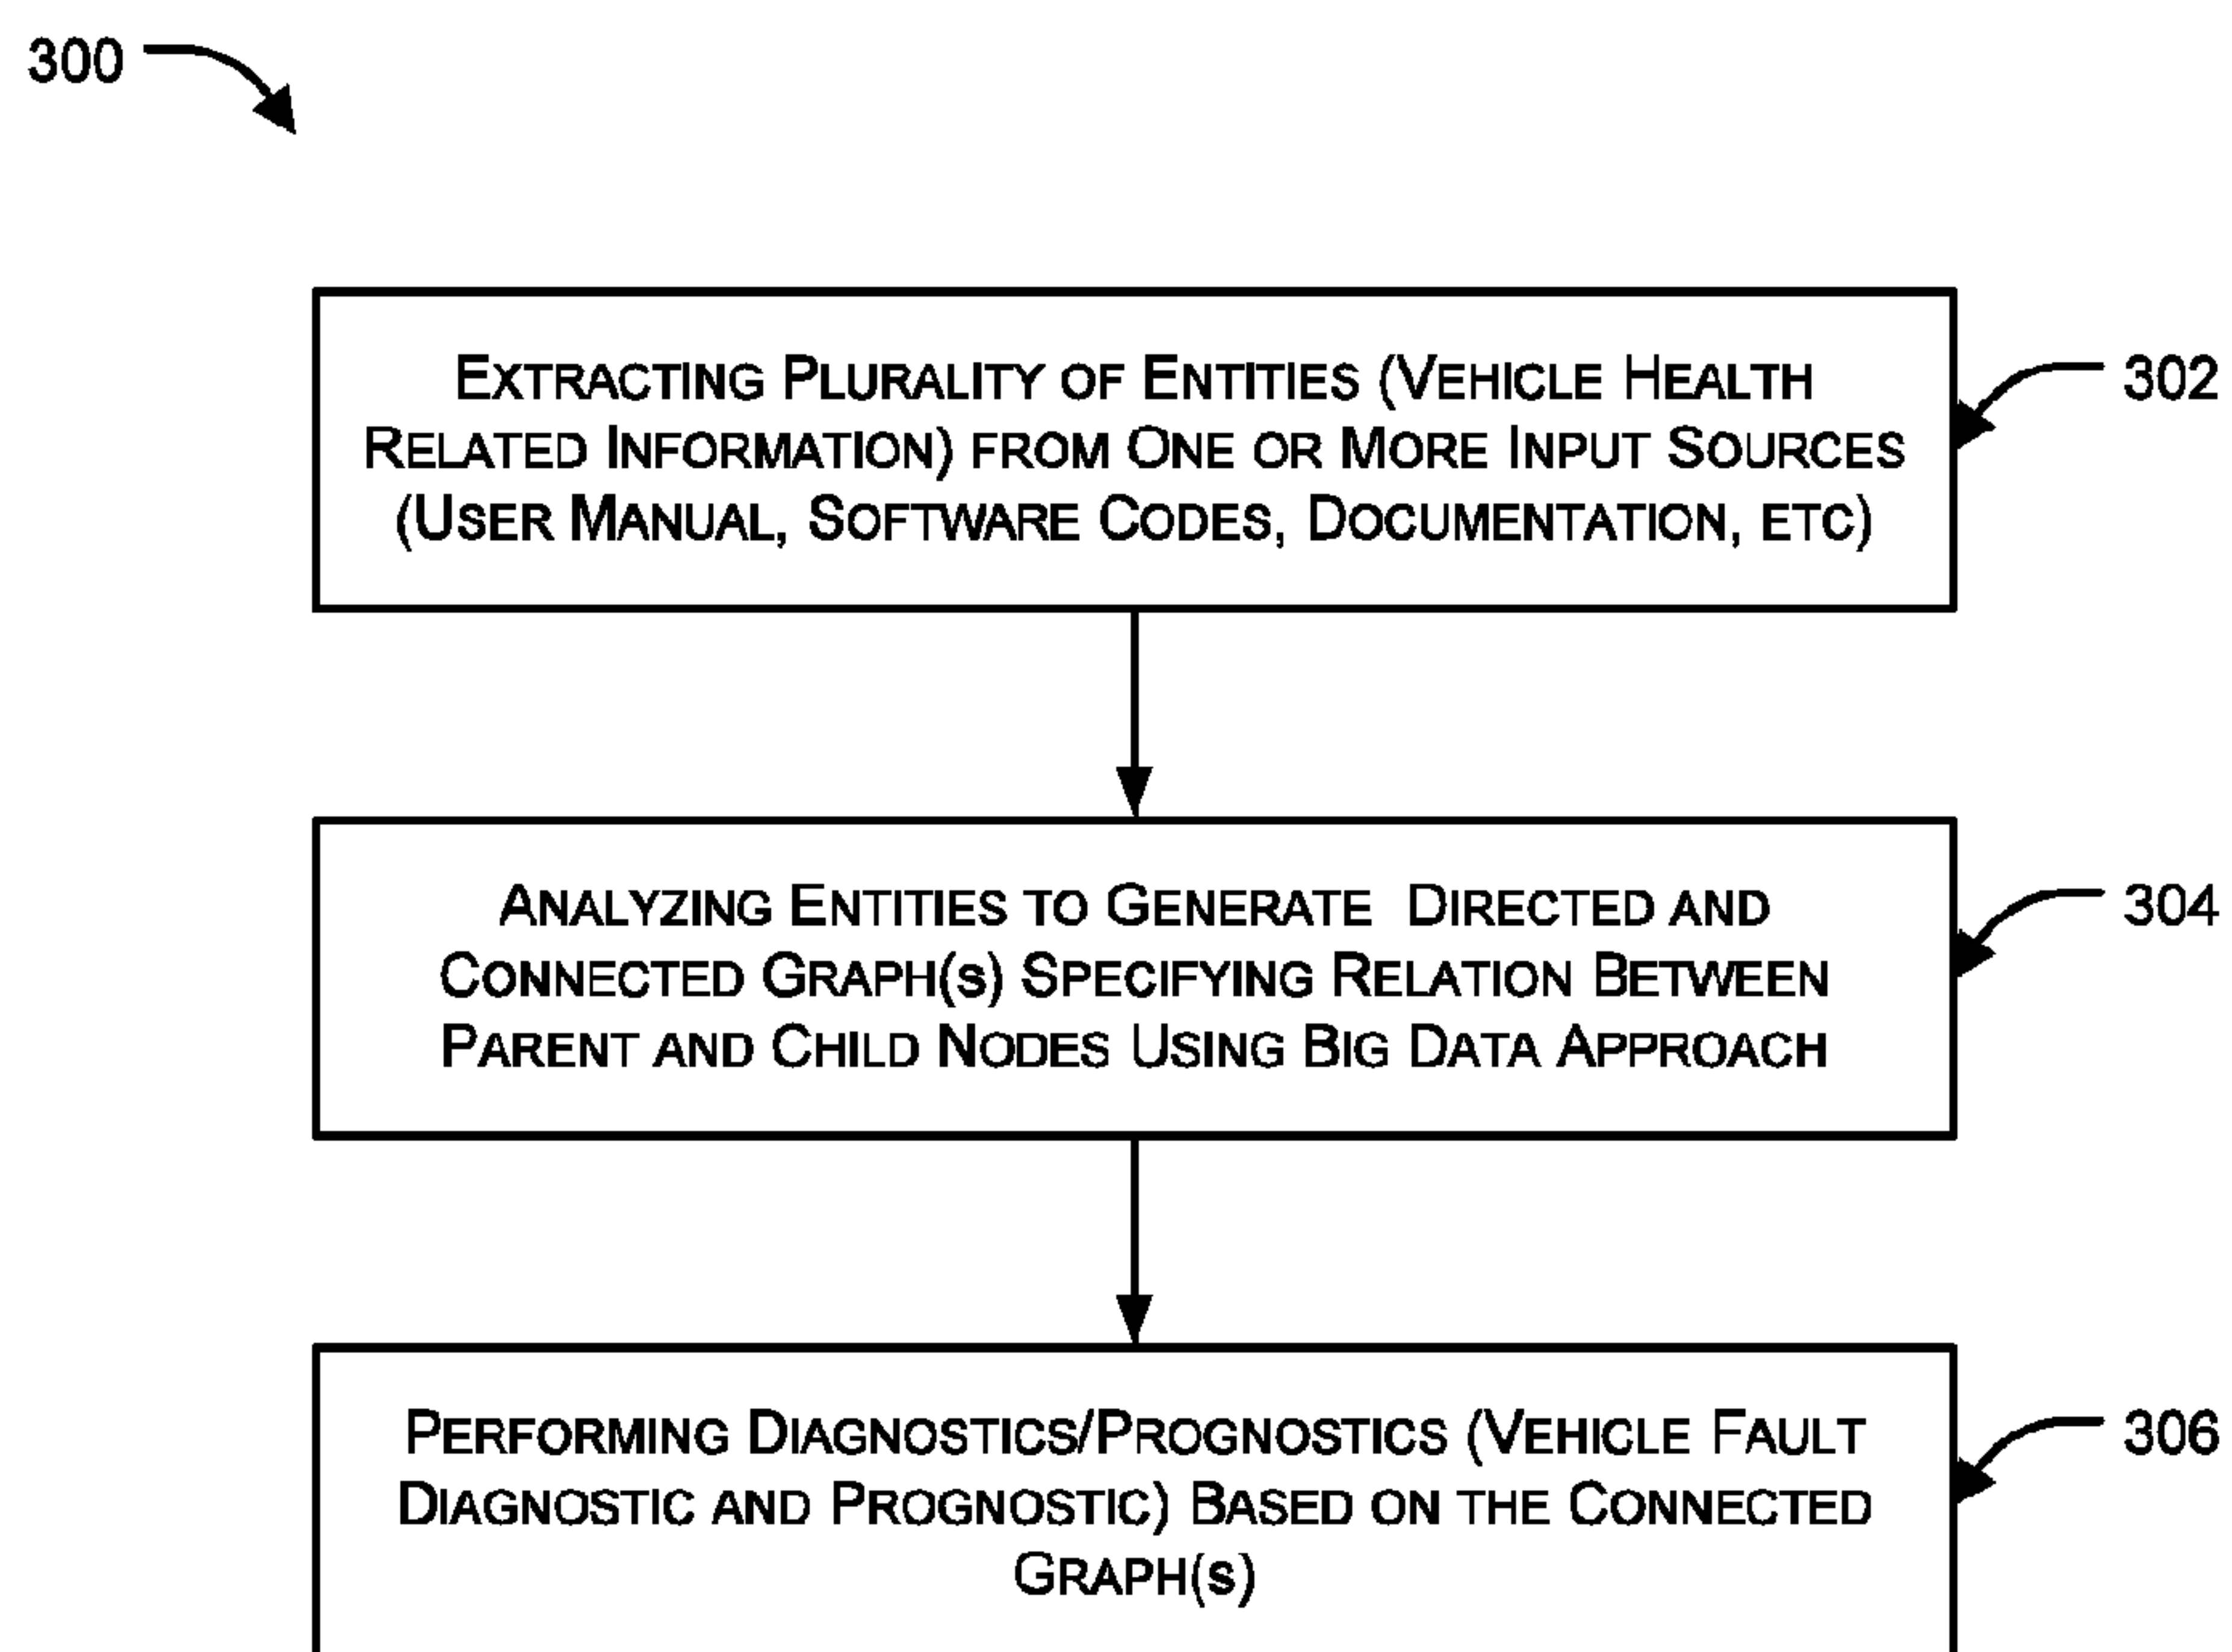 300
EXTRACTING PLURALITY OF ENTITIES (VEHICLE HEALTH
RELATED INFORMATION) FROM ONE OR MORE INPUT SOURCES
(USER MANUAL, SOFTWARE CODES, DOCUMENTATION, ETC)
302
ANALYZING ENTITIES TO GENERATE DIRECTED AND
CONNECTED GRAPH(s) SPECIFYING RELATION BETWEEN
PARENT AND CHILD NODES USING BIG DATA APPROACH
304
PERFORMING DIAGNOSTICS/PROGNOSTICS (VEHICLE FAULT
DIAGNOSTIC AND PROGNOSTIC) BASED ON THE CONNECTED
GRAPH(s)
306